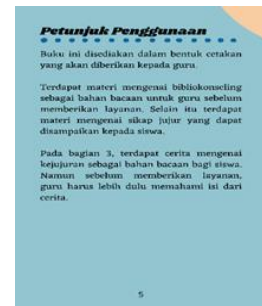 Petunjuk Penggunaan
Buku ini disediakan dalam bentuk cetakan
yang akan diberikan kepada guru.
Terdapat materi mengenai bibliokonseling
sebagai bahan bacaan untuk guru sebelum
memberikan layanan. Selain itu terdapat
materi mengenai sikap jujur yang dapat
disampaikan kepada siswa.
Pada bagian 3, terdapat cerita mengenai
kejujuran sebagai bahan bacaan bagi siswa.
Namun sebelum memberikan layanan,
guru harus lebih dulu memahami isi dari
cerita.
5